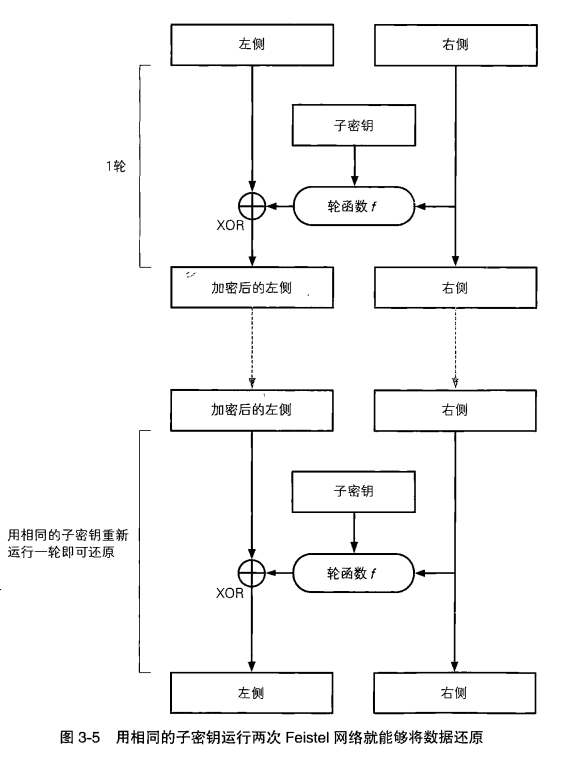 左侧
右侧
子密钥
1轮
轮函数 f
XOR
加密后的左侧
右侧
加密后的左侧
右侧
子密钥
用相同的子密钥重新
运行一轮即可还原
轮函数 f
XOR
左侧
右侧
图 3-5 用相同的子密钥运行两次 Feistel 网络就能够将数据还原